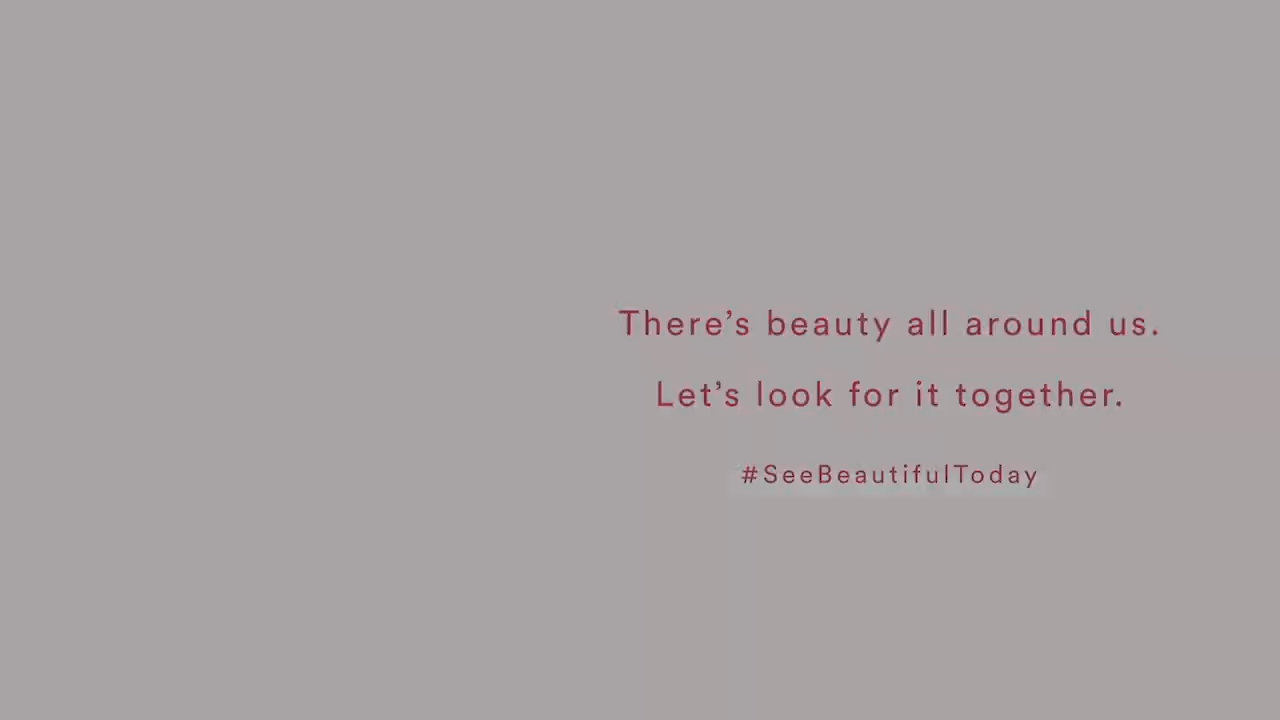 There’s beauty all around us.
Let’s look for it together.
#SeeBeautifulToday